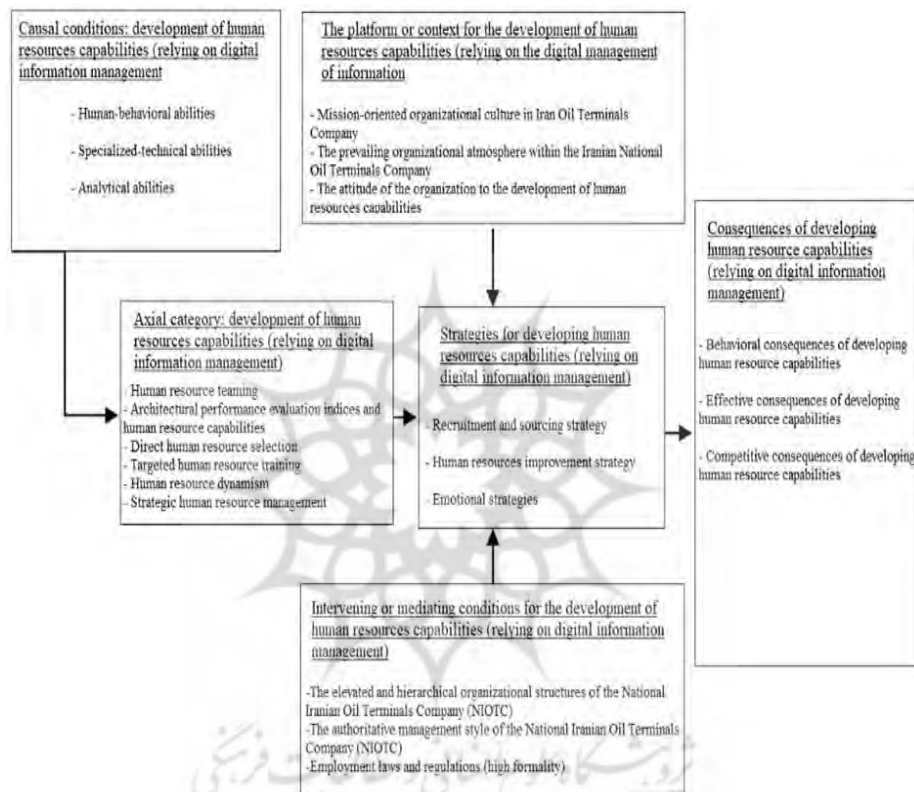 Causal conditions: development of human
resources capabilities (relying on digital
information management
- Human-behavioral abilities
- Specialized-technical abilities
- Analytical abilities
The platform or context for the development of human
resources capabilities (relying on the digital management
of information
- Mission-oriented organizational culture in Iran Oil Terminals
Company
- The prevailing organizational atmosphere within the Iranian National
Oil Terminals Company
- The attitude of the organization to the development of human
resources capabilities
Axial category: development of human
resources capabilities (relying on digital
information management)
- Human resource teaming
- Architectural performance evaluation indices and
human resource capabilities
- Direct human resource selection
- Targeted human resource training
- Human resource dynamism
- Strategic human resource management
Strategies for developing human
resources capabilities (relying on
digital information management)
- Recruitment and sourcing strategy
- Human resources improvement strategy
- Emotional strategies
Consequences of developing
human resource capabilities
(relying on digital information
management)
- Behavioral consequences of developing
human resource capabilities
- Effective consequences of developing
human resource capabilities
- Competitive consequences of developing
human resource capabilities
Intervening or mediating conditions for the development of
human resources capabilities (relying on digital information
management)
-The elevated and hierarchical organizational structures of the National
Iranian Oil Terminals Company (NIOTC)
-The authoritative management style of the National Iranian Oil Terminals
Company (NIOTC)
-Employment laws and regulations (high formality)